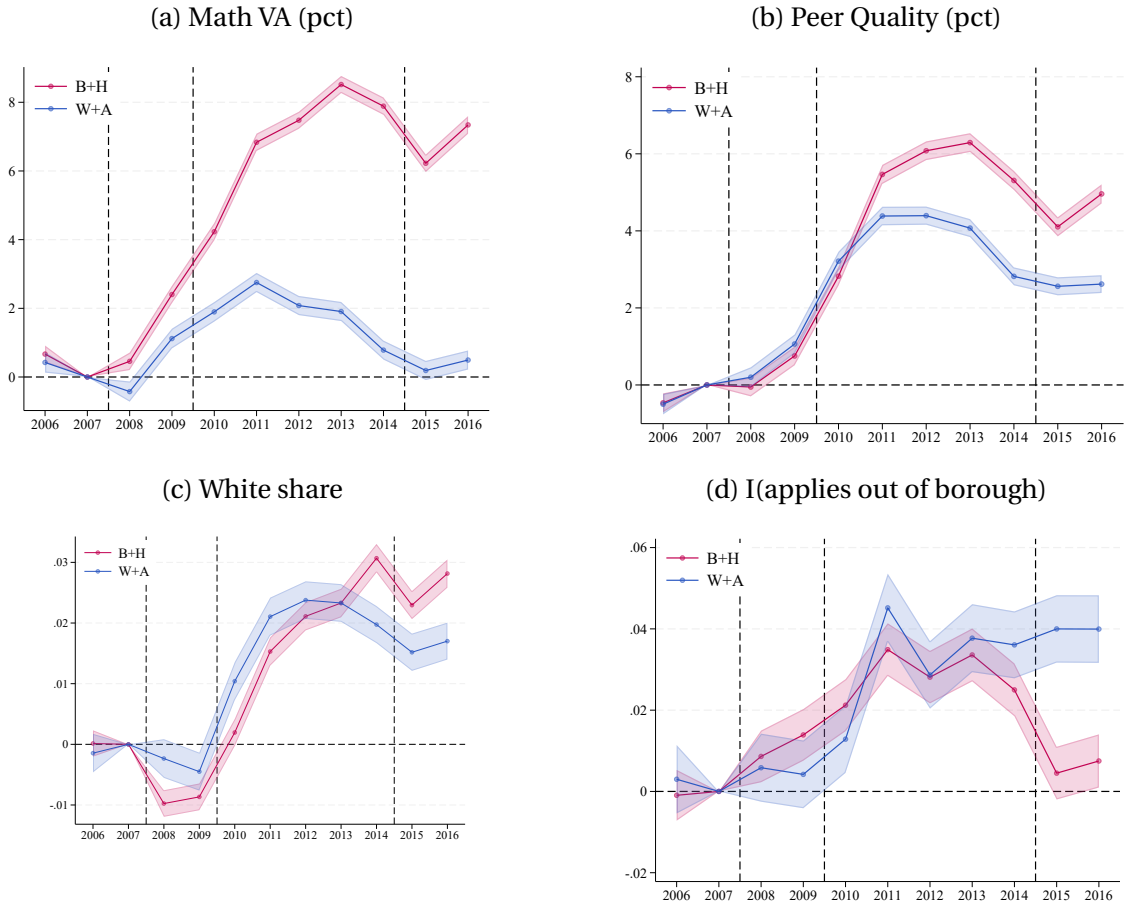 (a) Math VA (pct)
B+H
W+A
8
6
4
2
0
2006 2007 2008 2009 2010 2011 2012 2013 2014 2015 2016
(b) Peer Quality (pct)
B+H
W+A
8
6
4
2
0
2006 2007 2008 2009 2010 2011 2012 2013 2014 2015 2016
(c) White share
B+H
W+A
.03
.02
.01
0
-.01
2006 2007 2008 2009 2010 2011 2012 2013 2014 2015 2016
(d) I(applies out of borough)
B+H
W+A
.06
.04
.02
0
-.02
2006 2007 2008 2009 2010 2011 2012 2013 2014 2015 2016